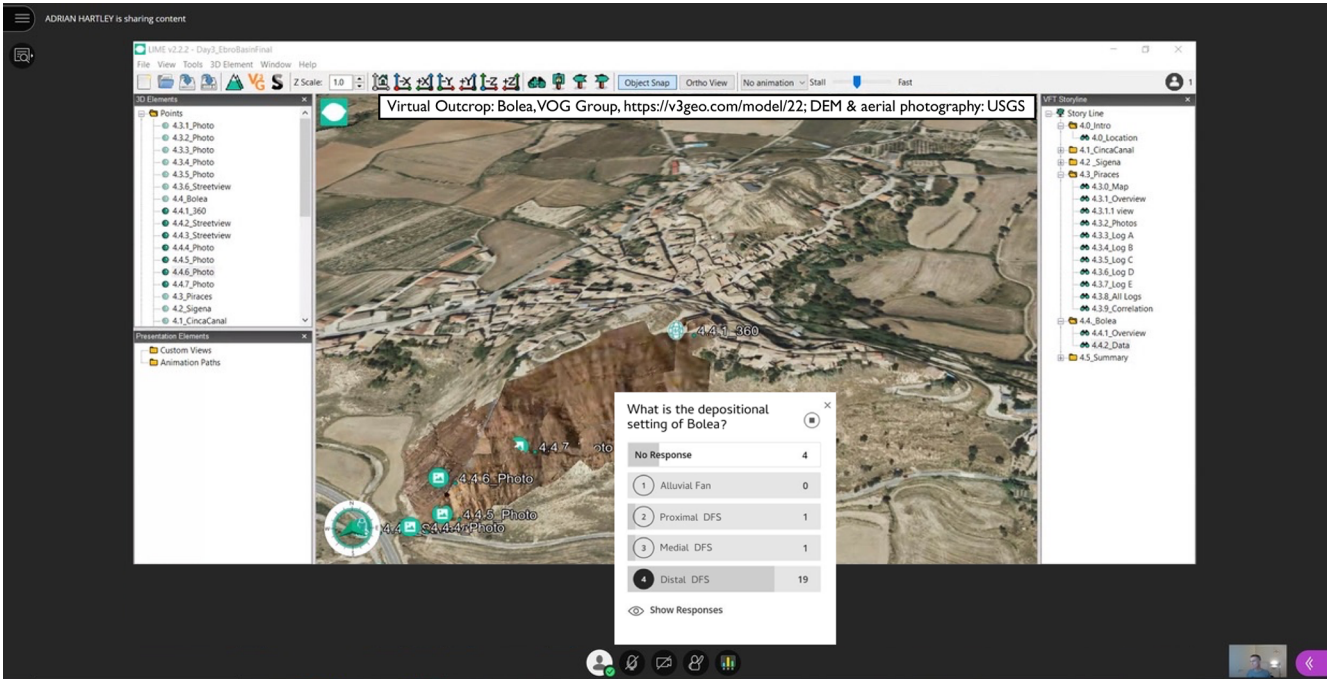 ADRIAN HARTLEY is sharing content
LIME v2.2.2 - Day3_EbroBasinFinal
File View Tools 3D Element Window Help
Z Scale: 1.0 Object Snap Ortho View No animation Stall Fast 1
3D Elements
Points
4.3.1_Photo
4.3.2_Photo
4.3.3_Photo
4.3.4_Photo
4.3.5_Photo
4.3.6_Streetview
4.4_Bolea
4.4.1_360
4.4.2_Streetview
4.4.3_Streetview
4.4.4_Photo
4.4.5_Photo
4.4.6_Photo
4.4.7_Photo
4.3_Piraces
4.2_Sigena
4.1_CincaCanal
Presentation Elements
Custom Views
Animation Paths
Virtual Outcrop: Bolea, VOG Group, https://v3geo.com/model/22; DEM & aerial photography: USGS
4.4.1_360
4.4.6_Photo
4.4.5_Photo
4.4.4_Photo
What is the depositional
setting of Bolea?
No Response 4
1 Alluvial Fan 0
2 Proximal DFS 1
3 Medial DFS 1
4 Distal DFS 19
Show Responses
VFT Storyline
Story Line
4.0_Intro
4.0_Location
4.1_CincaCanal
4.2 _Sigena
4.3_Piraces
4.3.0_Map
4.3.1_Overview
4.3.1.1 view
4.3.2_Photos
4.3.3_Log A
4.3.4_Log B
4.3.5_Log C
4.3.6_Log D
4.3.7_Log E
4.3.8_All Logs
4.3.9_Correlation
4.4_Bolea
4.4.1_Overview
4.4.2_Data
4.5_Summary